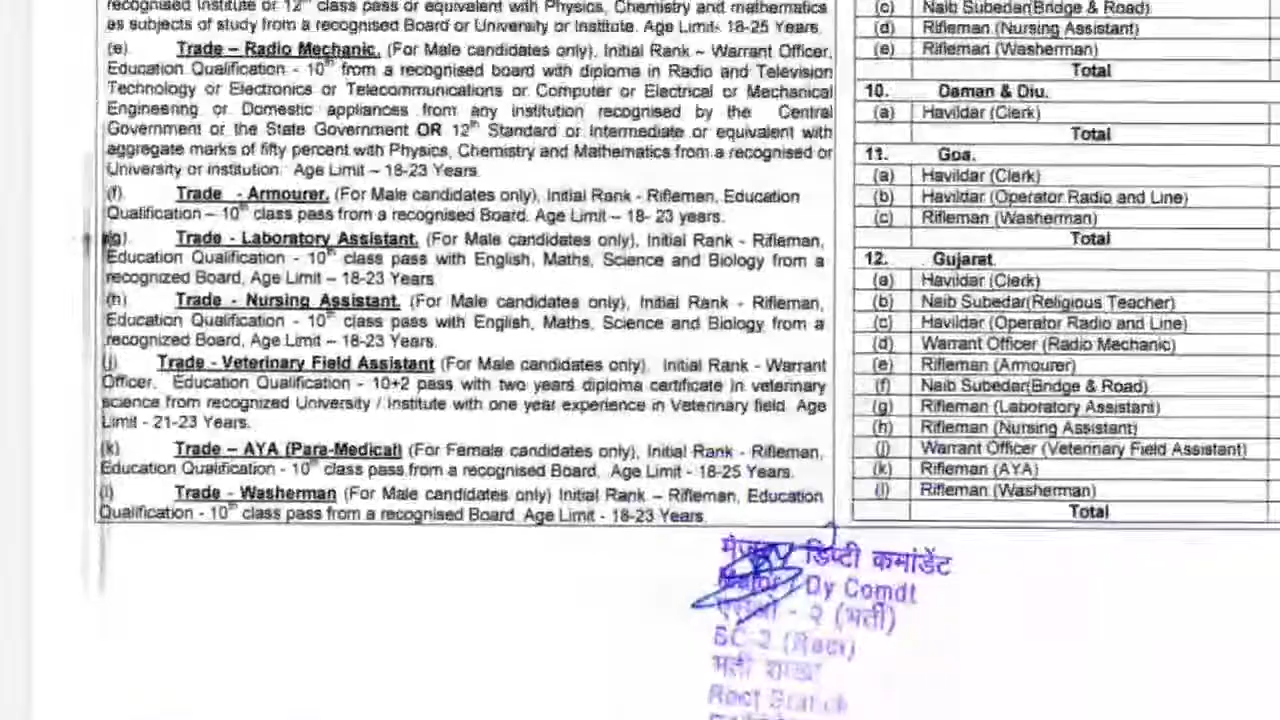 recognised Institute or 12th class pass or equivalent with Physics, Chemistry and mathematics
as subjects of study from a recognised Board or University or Institute. Age Limit- 18-25 Years.
(e) Trade – Radio Mechanic. (For Male candidates only), Initial Rank – Warrant Officer,
Education Qualification - 10th from a recognised board with diploma in Radio and Television
Technology or Electronics or Telecommunications or Computer or Electrical or Mechanical
Engineering or Domestic appliances from any institution recognised by the Central
Government or the State Government OR 12th Standard or Intermediate or equivalent with
aggregate marks of fifty percent with Physics, Chemistry and Mathematics from a recognised or
University or institution. Age Limit – 18-23 Years.
(f) Trade - Armourer. (For Male candidates only), Initial Rank - Rifleman, Education
Qualification – 10th class pass from a recognised Board. Age Limit – 18- 23 years.
(g) Trade - Laboratory Assistant. (For Male candidates only), Initial Rank - Rifleman,
Education Qualification - 10th class pass with English, Maths, Science and Biology from a
recognized Board, Age Limit – 18-23 Years
(h) Trade - Nursing Assistant. (For Male candidates only), Initial Rank - Rifleman,
Education Qualification - 10th class pass with English, Maths, Science and Biology from a
recognized Board, Age Limit – 18-23 Years.
(j) Trade - Veterinary Field Assistant (For Male candidates only). Initial Rank - Warrant
Officer. Education Qualification - 10+2 pass with two years diploma certificate in veterinary
science from recognized University / Institute with one year experience in Veterinary field. Age
Limit - 21-23 Years.
(k) Trade – AYA (Para-Medical) (For Female candidates only), Initial Rank - Rifleman,
Education Qualification - 10th class pass from a recognised Board. Age Limit - 18-25 Years.
(l) Trade - Washerman (For Male candidates only) Initial Rank – Rifleman, Education
Qualification - 10th class pass from a recognised Board. Age Limit - 18-23 Years.
(c) Naib Subedar(Bridge & Road)
(d) Rifleman (Nursing Assistant)
(e) Rifleman (Washerman)
Total
10. Daman & Diu.
(a) Havildar (Clerk)
Total
11. Goa.
(a) Havildar (Clerk)
(b) Havildar (Operator Radio and Line)
(c) Rifleman (Washerman)
Total
12. Gujarat.
(a) Havildar (Clerk)
(b) Naib Subedar(Religious Teacher)
(c) Havildar (Operator Radio and Line)
(d) Warrant Officer (Radio Mechanic)
(e) Rifleman (Armourer)
(f) Naib Subedar(Bridge & Road)
(g) Rifleman (Laboratory Assistant)
(h) Rifleman (Nursing Assistant)
(j) Warrant Officer (Veterinary Field Assistant)
(k) Rifleman (AYA)
(l) Rifleman (Washerman)
Total
डिप्टी कमांडेंट
Dy Comdt
- २ (भर्ती)
SC-2 (Rect)
भर्ती शाखा
Rect Branch